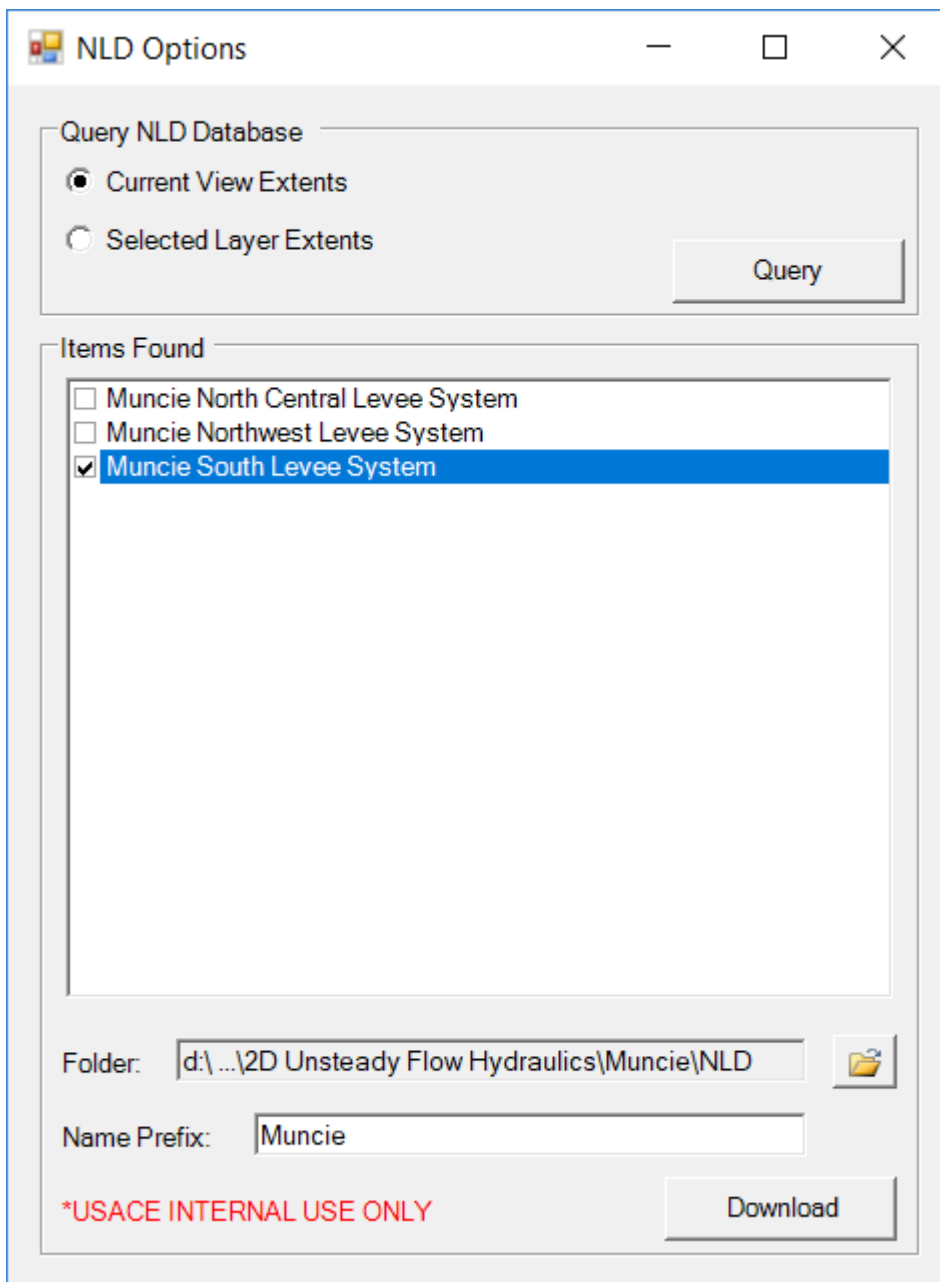 NLD Options
Query NLD Database
Current View Extents
Selected Layer Extents
Query
Items Found
Muncie North Central Levee System
Muncie Northwest Levee System
Muncie South Levee System
Folder: d:\ ...\2D Unsteady Flow Hydraulics\Muncie\NLD
Name Prefix: Muncie
*USACE INTERNAL USE ONLY Download